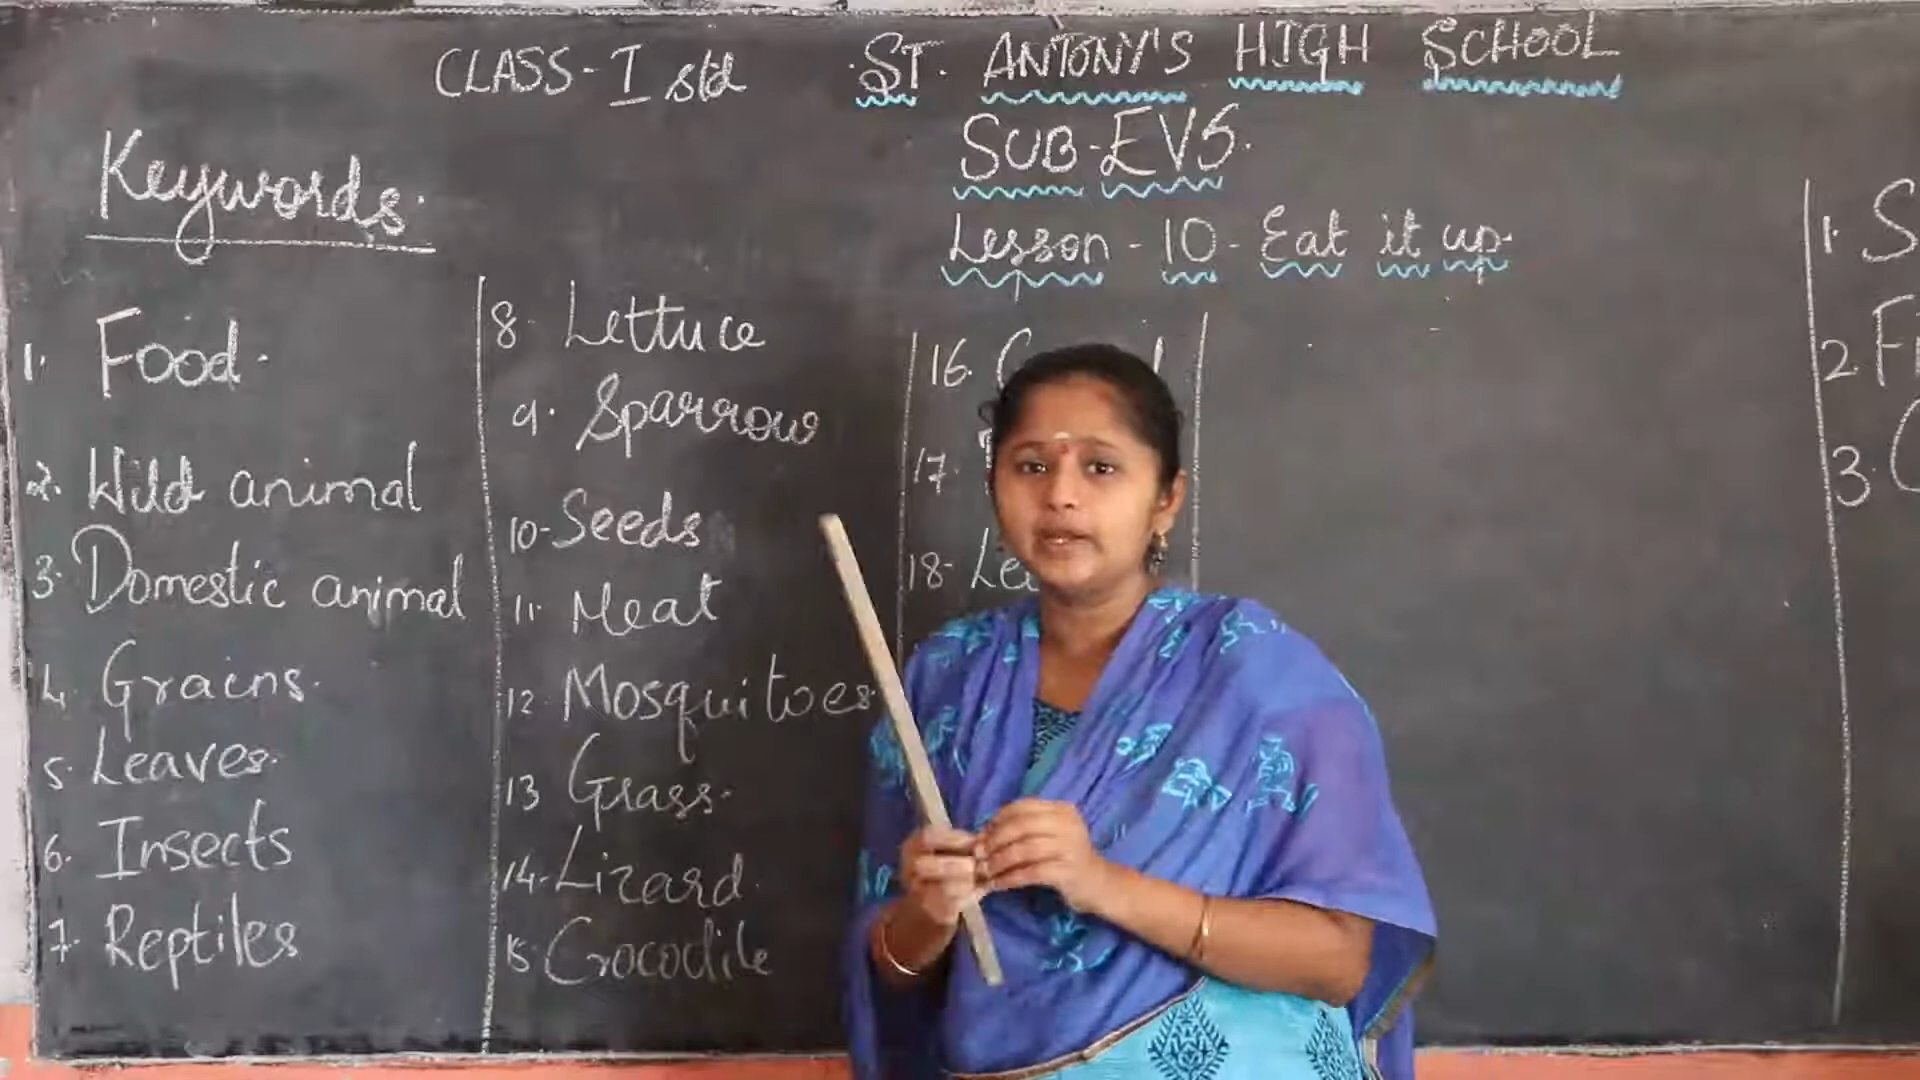 CLASS-I std ST. ANTONY'S HIGH SCHOOL
SUB-EVS.
Lesson-10-Eat it up.
Keywords.
1. Food.
2. Wild animal
3. Domestic animal
4. Grains.
5. Leaves.
6. Insects
7. Reptiles
8. Lettuce
9. Sparrow
10-Seeds
11. Meat
12. Mosquitoes.
13 Grass.
14.Lizard.
15.Crocodile
16.
17.
18-
1.
2.
3.